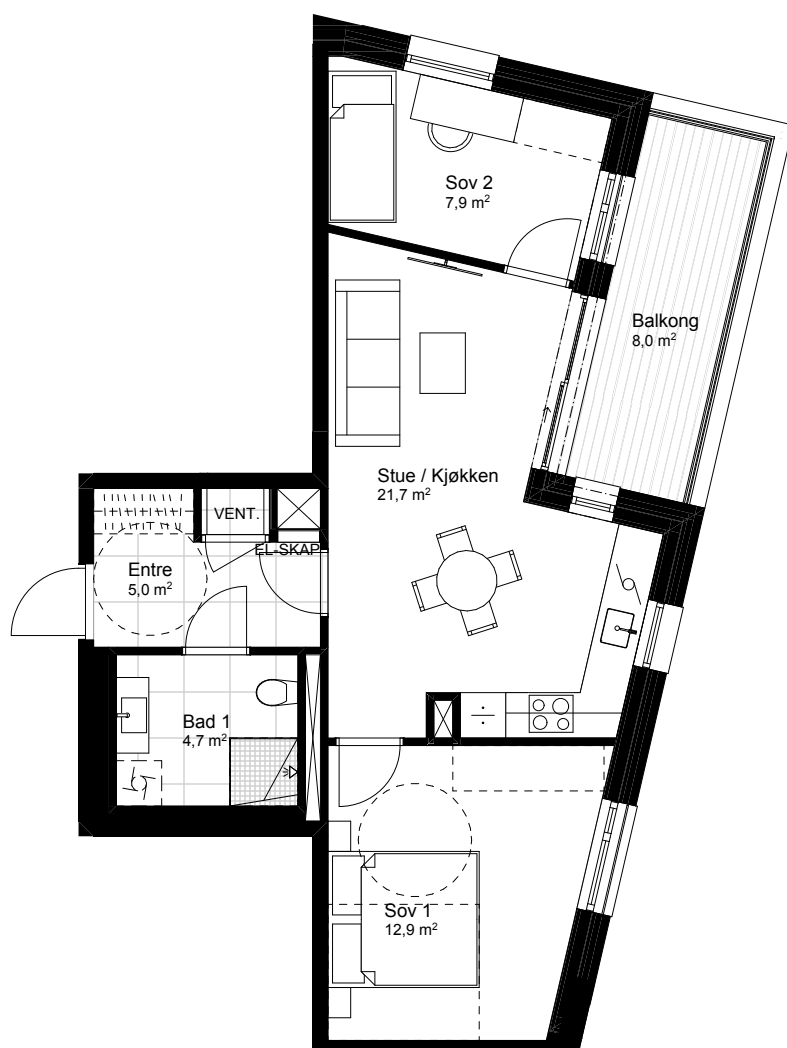 Sov 2
7,9 m²
Balkong
8,0 m²
Stue / Kjøkken
21,7 m²
VENT.
EL-SKAP
Entre
5,0 m²
Bad 1
4,7 m²
Sov 1
12,9 m²